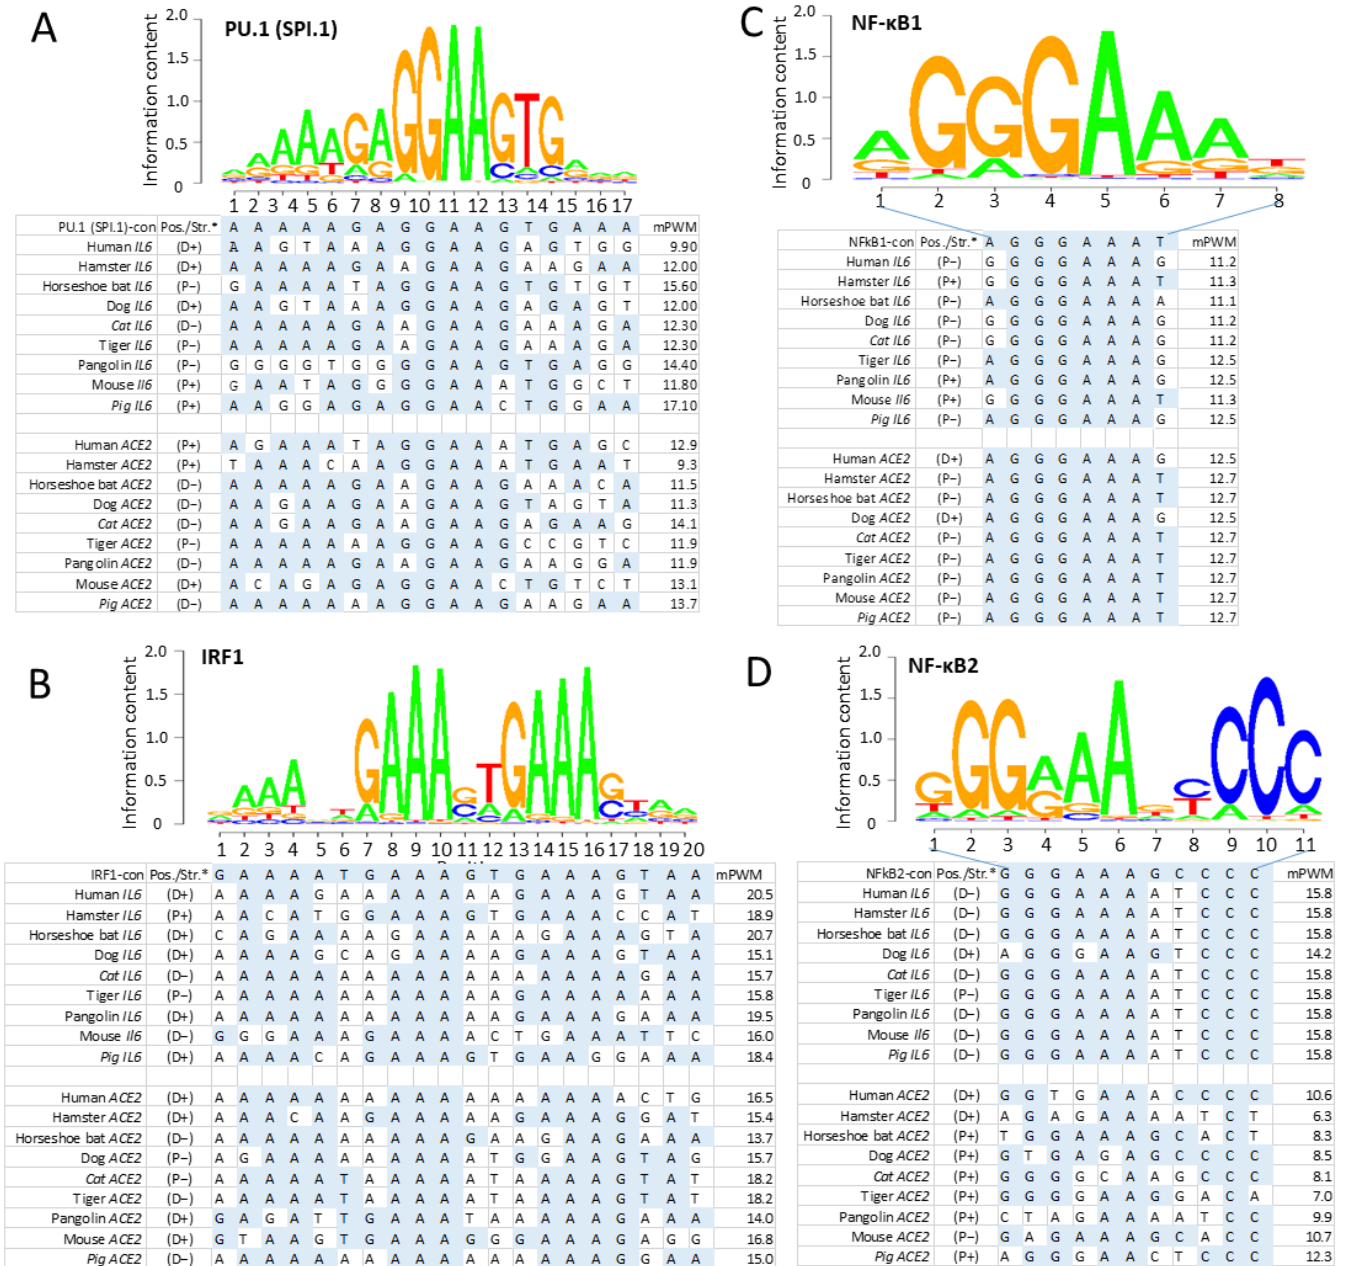 A
PU.1 (SPI.1)
Information content
2.0
1.5
1.0
0.5
0
1 2 3 4 5 6 7 8 9 10 11 12 13 14 15 16 17
PU.1 (SPI.1)-con Pos./Str.* A A A A A G A G G A A G T G A A A mPWM
Human IL6 (D+) A A G T A A G G G A A G A G T G G 9.90
Hamster IL6 (D+) A A A A A G A A G A A G A A G A A 12.00
Horseshoe bat IL6 (P−) G A A A A T A G G A A G T G T G T 15.60
Dog IL6 (D+) A A G T A A A G G A A G A G A G T 12.00
Cat IL6 (D−) A A A A A G A A G A A G A A A G A 12.30
Tiger IL6 (P−) A A A A A G A A G A A G A A A G A 12.30
Pangolin IL6 (P−) G G G G T G G G G A A G T G A G G 14.40
Mouse Il6 (P+) G A A T A G G G G A A A T G G C T 11.80
Pig IL6 (P+) A A G G A G A G G A A C T G G A A 17.10
Human ACE2 (P+) A G A A A T A G G A A A T G A G C 12.9
Hamster ACE2 (P+) T A A A C A A G G A A A T G A A T 9.3
Horseshoe bat ACE2 (D−) A A A A A G A A G A A G A A A C A 11.5
Dog ACE2 (D−) A A G A A G A A G A A G T A G T A 11.3
Cat ACE2 (D−) A A G A A G A A G A A G A G A A G 14.1
Tiger ACE2 (P−) A A A A A A A G G A A G C C G T C 11.9
Pangolin ACE2 (D−) A A A A A G A A G A A G A A G G A 11.9
Mouse ACE2 (D+) A C A G A G A G G A A C T G T C T 13.1
Pig ACE2 (D−) A A A A A A A G G A A G A A G A A 13.7
B
IRF1
Information content
2.0
1.5
1.0
0.5
0
1 2 3 4 5 6 7 8 9 10 11 12 13 14 15 16 17 18 19 20
IRF1-con Pos./Str.* G A A A A T G A A A G T G A A A G T A A mPWM
Human IL6 (D+) A A A A G A A A A A A A G A A A G T A A 20.5
Hamster IL6 (P+) A A C A T G G A A A G T G A A A C C A T 18.9
Horseshoe bat IL6 (D+) C A G A A A G A A A A A G A A A A G T A 20.7
Dog IL6 (D+) A A A A G C A G A A A A G A A A G T A A 15.1
Cat IL6 (D−) A A A A A A A A A A A A A A A A A G A A 15.7
Tiger IL6 (P−) A A A A A A A A A A A A G A A A A A A A 15.8
Pangolin IL6 (D+) A A A A A A A A A A A A G A A A G A A A 19.5
Mouse Il6 (D−) G G G A A A G A A A A C T G A A A T T C 16.0
Pig IL6 (D+) A A A A C A G A A A G T G A A G G A A A 18.4
Human ACE2 (D+) A A A A A A A A A A A A A A A A A C T G 16.5
Hamster ACE2 (D+) A A A C A A G A A A A A G A A A G G A T 15.4
Horseshoe bat ACE2 (D−) A A A A A A A A A A G A A G A A G A A A 13.7
Dog ACE2 (P−) A G A A A A A A A A A T G G A A G T A G 15.7
Cat ACE2 (P−) A A A A A T A A A A A T A A A A G T A T 18.2
Tiger ACE2 (D−) A A A A A T A A A A A T A A A A G T A T 18.2
Pangolin ACE2 (D+) G A G A T T G A A A T A A A A A G A A A 14.0
Mouse ACE2 (D+) G T A A G T G A A A G G G A A A G A G G 16.8
Pig ACE2 (D−) A A A A A A A A A A A A A A A A G G A A 15.0
C
NF-κB1
Information content
2.0
1.5
1.0
0.5
0
1 2 3 4 5 6 7 8
NFkB1-con Pos./Str.* A G G G A A A T mPWM
Human IL6 (P−) G G G G A A A G 11.2
Hamster IL6 (P+) G G G G A A A T 11.3
Horseshoe bat IL6 (P−) A G G G A A A A 11.1
Dog IL6 (P−) G G G G A A A G 11.2
Cat IL6 (P−) G G G G A A A G 11.2
Tiger IL6 (P−) A G G G A A A G 12.5
Pangolin IL6 (P+) A G G G A A A G 12.5
Mouse Il6 (P+) G G G G A A A T 11.3
Pig IL6 (P−) A G G G A A A G 12.5
Human ACE2 (D+) A G G G A A A G 12.5
Hamster ACE2 (P−) A G G G A A A T 12.7
Horseshoe bat ACE2 (P−) A G G G A A A T 12.7
Dog ACE2 (D+) A G G G A A A G 12.5
Cat ACE2 (P−) A G G G A A A T 12.7
Tiger ACE2 (P−) A G G G A A A T 12.7
Pangolin ACE2 (P−) A G G G A A A T 12.7
Mouse ACE2 (P−) A G G G A A A T 12.7
Pig ACE2 (P−) A G G G A A A T 12.7
D
NF-κB2
Information content
2.0
1.5
1.0
0.5
0
1 2 3 4 5 6 7 8 9 10 11
NFkB2-con Pos./Str.* G G G G A A G C C C C mPWM
Human IL6 (D−) G G G A A A A T C C C 15.8
Hamster IL6 (D−) G G G A A A A T C C C 15.8
Horseshoe bat IL6 (D−) G G G A A A A T C C C 15.8
Dog IL6 (D+) A G G G A A G T C C C 14.2
Cat IL6 (D−) G G G A A A A T C C C 15.8
Tiger IL6 (P−) G G G A A A A T C C C 15.8
Pangolin IL6 (D−) G G G A A A A T C C C 15.8
Mouse Il6 (D−) G G G A A A A T C C C 15.8
Pig IL6 (D−) G G G A A A A T C C C 15.8
Human ACE2 (D+) G G T G A A A C C C C 10.6
Hamster ACE2 (D+) A G A G A A A A T C T 6.3
Horseshoe bat ACE2 (P+) T G G A A A G C A C T 8.3
Dog ACE2 (P+) G T G A G A G C C C C 8.5
Cat ACE2 (P+) G G G G C A A G C C C 8.1
Tiger ACE2 (P+) G G G G A A G G A C A 7.0
Pangolin ACE2 (P+) C T A G A A A A T C C 9.9
Mouse ACE2 (P−) G A G A A A G C A C C 10.7
Pig ACE2 (P+) A G G G A A C T C C C 12.3